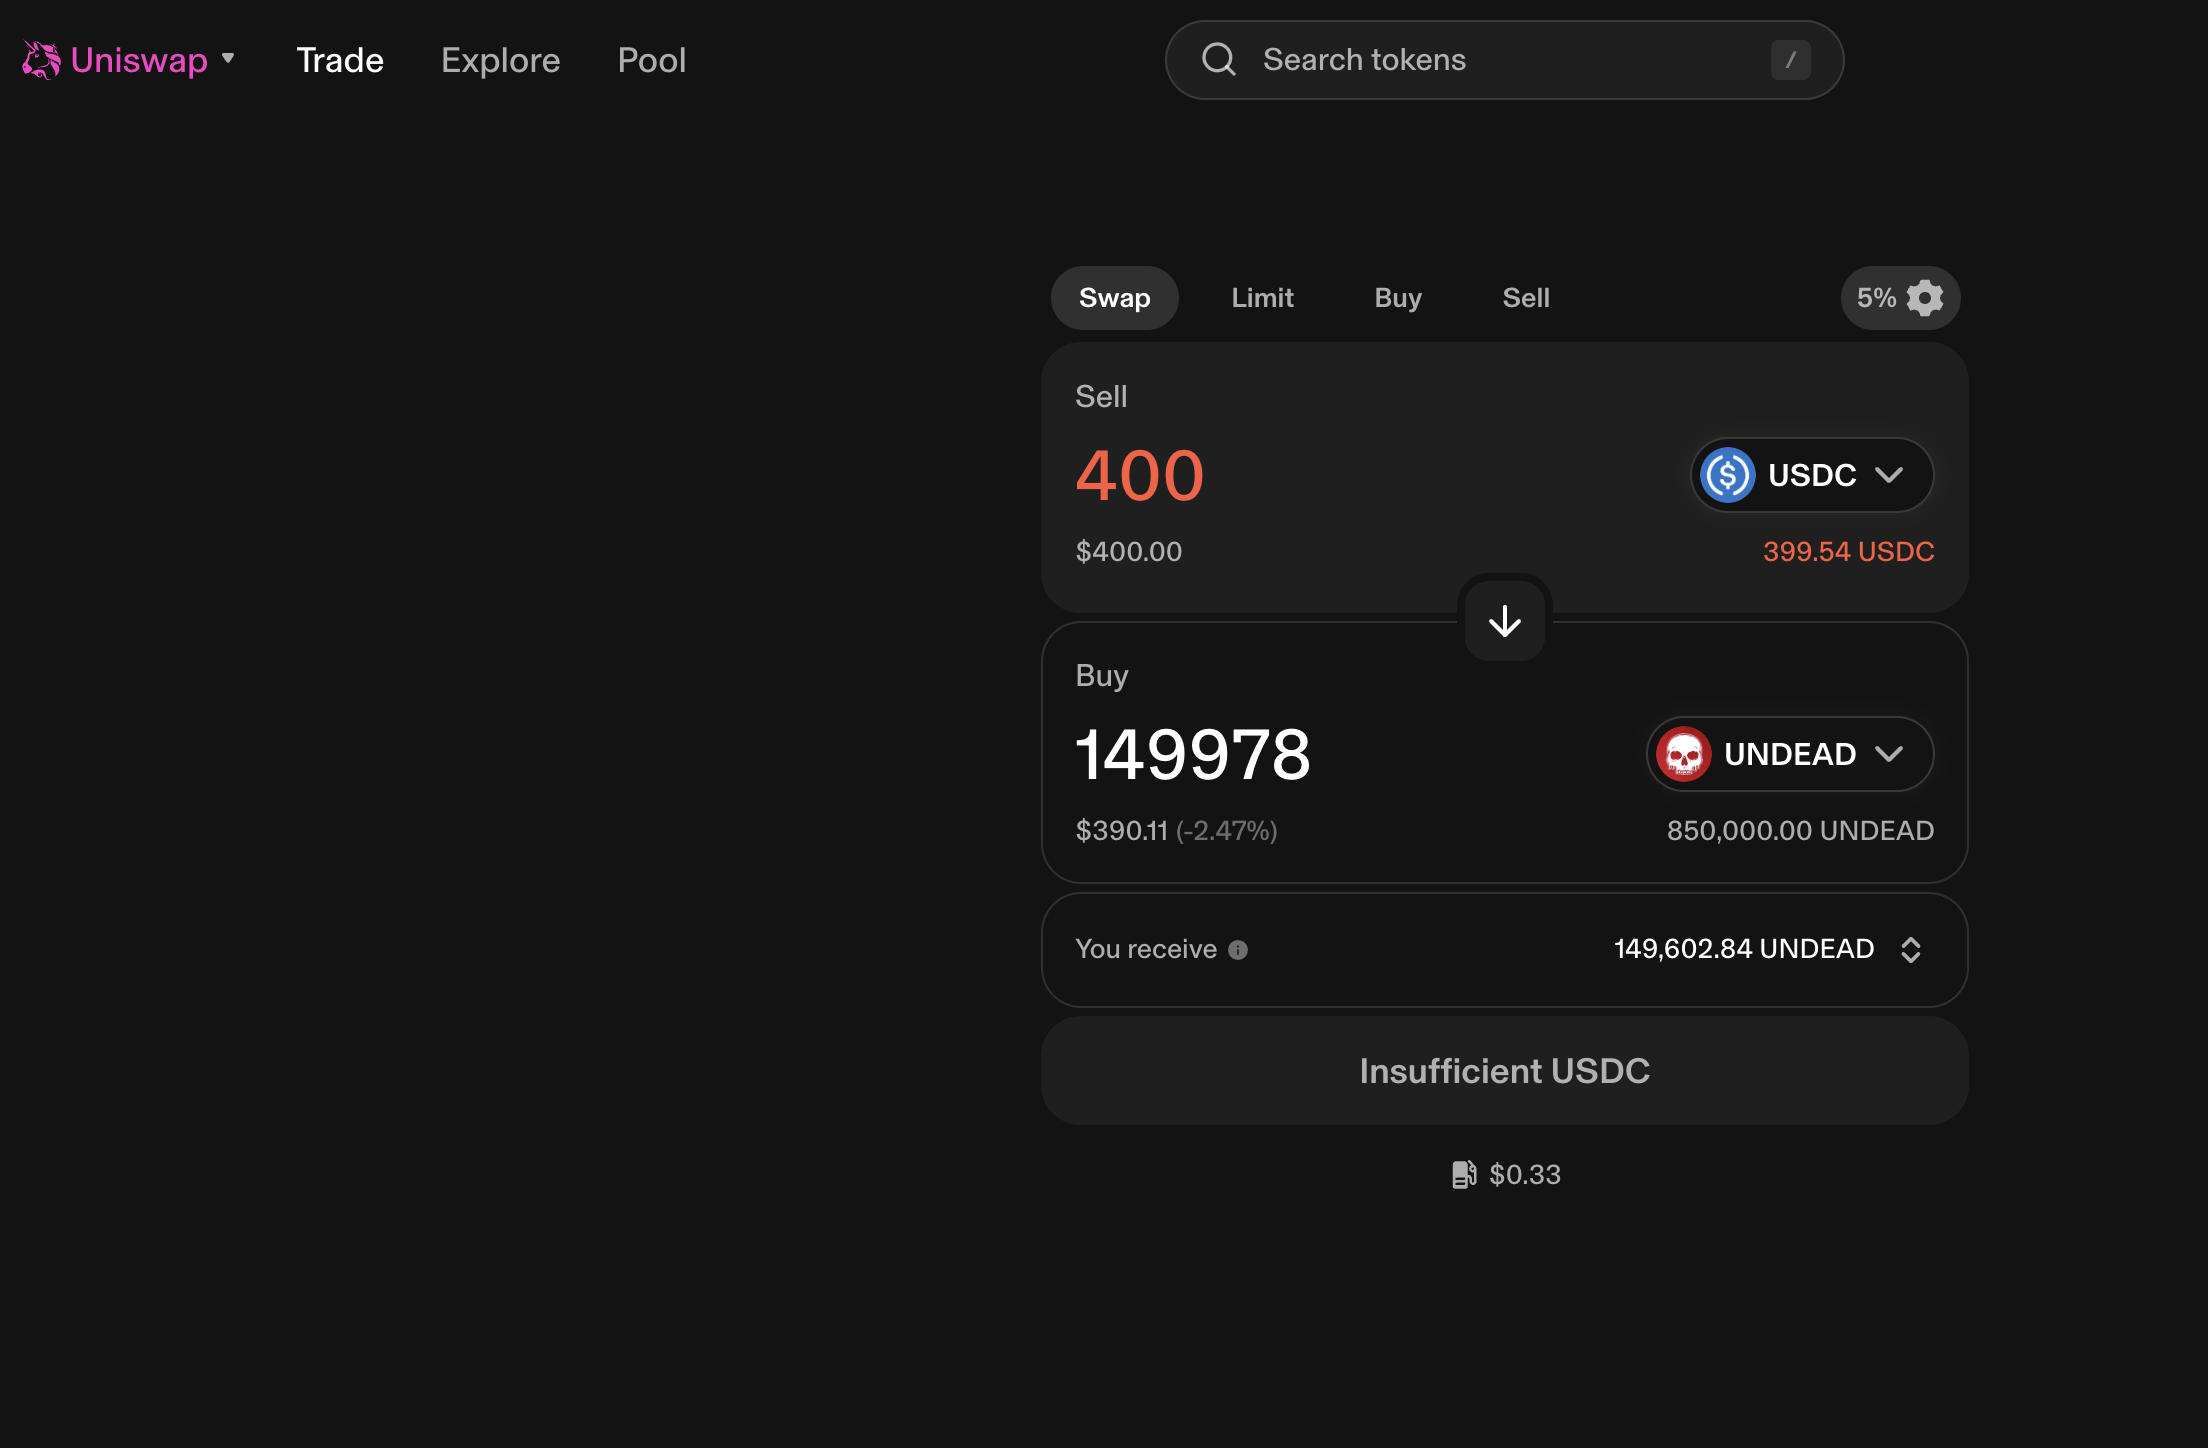 Uniswap Trade Explore Pool Search tokens /
Swap Limit Buy Sell 5%
Sell
400 USDC
$400.00 399.54 USDC
Buy
149978 UNDEAD
$390.11 (-2.47%) 850,000.00 UNDEAD
You receive 149,602.84 UNDEAD
Insufficient USDC
$0.33